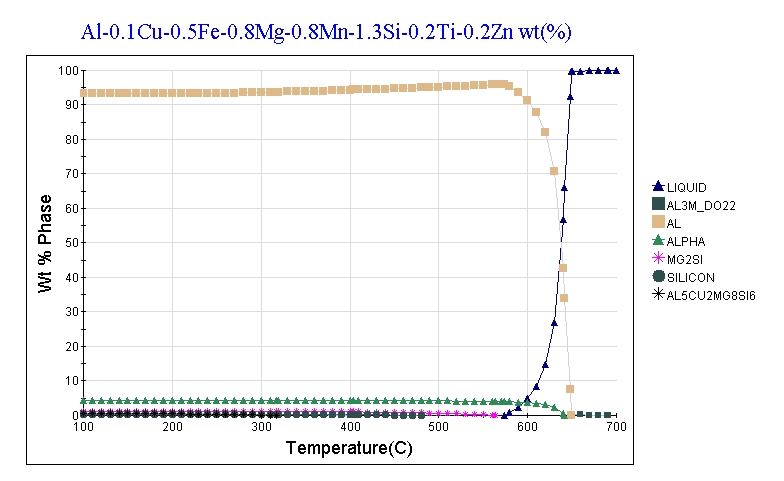 Al-0.1Cu-0.5Fe-0.8Mg-0.8Mn-1.3Si-0.2Ti-0.2Zn wt(%)
100
90
80
70
60
50
40
30
20
10
0
Wt % Phase
100 200 300 400 500 600 700
Temperature(C)
LIQUID
AL3M_DO22
AL
ALPHA
MG2SI
SILICON
AL5CU2MG8SI6